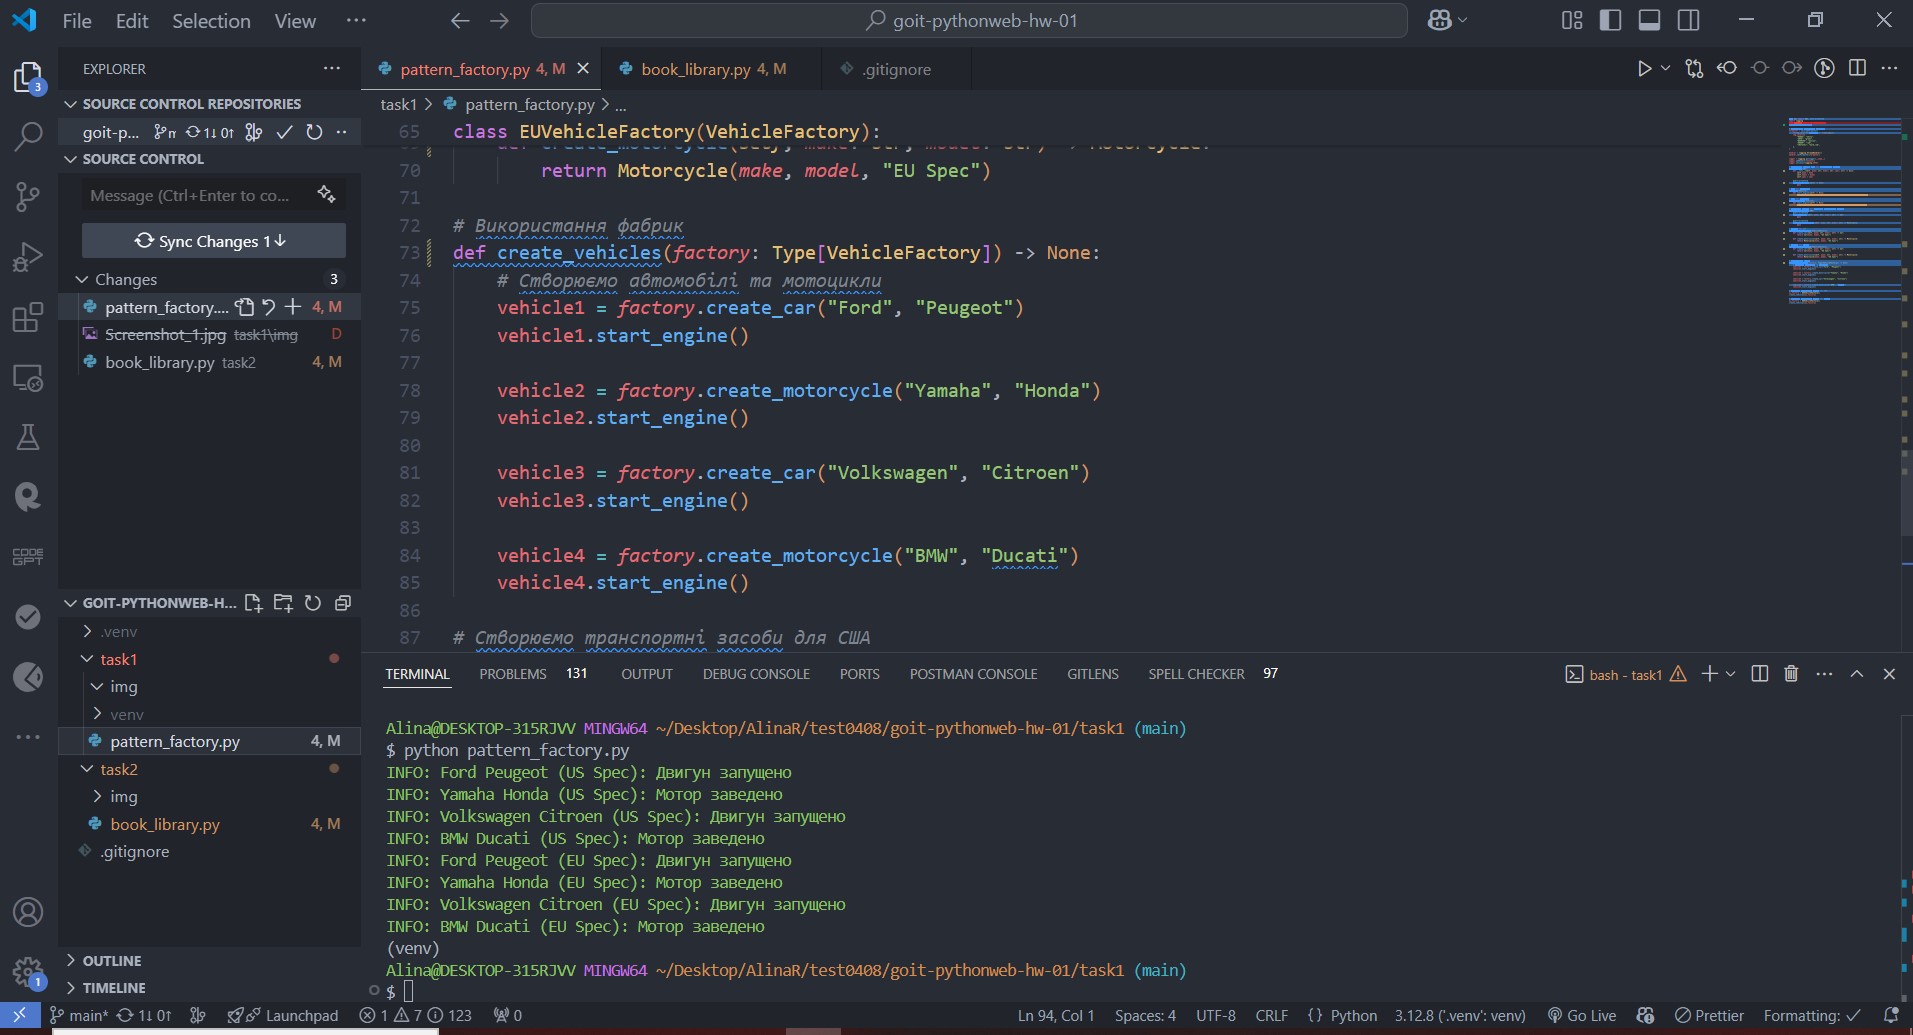 File Edit Selection View ··· goit-pythonweb-hw-01
EXPLORER ···
SOURCE CONTROL REPOSITORIES
goit-p... 1↓ 0↑
SOURCE CONTROL
Message (Ctrl+Enter to co...
Sync Changes 1↓
Changes 3
pattern_factory.... 4, M
Screenshot_1.jpg task1\img D
book_library.py task2 4, M
GOIT-PYTHONWEB-H...
.venv
task1
img
venv
pattern_factory.py 4, M
task2
img
book_library.py 4, M
.gitignore
OUTLINE
TIMELINE
3
CODE
GPT
1
pattern_factory.py 4, M book_library.py 4, M .gitignore
task1 > pattern_factory.py > ...
65 class EUVehicleFactory(VehicleFactory):
70 return Motorcycle(make, model, "EU Spec")
71
72 # Використання фабрик
73 def create_vehicles(factory: Type[VehicleFactory]) -> None:
74 # Створюємо автомобілі та мотоцикли
75 vehicle1 = factory.create_car("Ford", "Peugeot")
76 vehicle1.start_engine()
77
78 vehicle2 = factory.create_motorcycle("Yamaha", "Honda")
79 vehicle2.start_engine()
80
81 vehicle3 = factory.create_car("Volkswagen", "Citroen")
82 vehicle3.start_engine()
83
84 vehicle4 = factory.create_motorcycle("BMW", "Ducati")
85 vehicle4.start_engine()
86
87 # Створюємо транспортні засоби для США
TERMINAL PROBLEMS 131 OUTPUT DEBUG CONSOLE PORTS POSTMAN CONSOLE GITLENS SPELL CHECKER 97 bash - task1
Alina@DESKTOP-315RJVV MINGW64 ~/Desktop/AlinaR/test0408/goit-pythonweb-hw-01/task1 (main)
$ python pattern_factory.py
INFO: Ford Peugeot (US Spec): Двигун запущено
INFO: Yamaha Honda (US Spec): Мотор заведено
INFO: Volkswagen Citroen (US Spec): Двигун запущено
INFO: BMW Ducati (US Spec): Мотор заведено
INFO: Ford Peugeot (EU Spec): Двигун запущено
INFO: Yamaha Honda (EU Spec): Мотор заведено
INFO: Volkswagen Citroen (EU Spec): Двигун запущено
INFO: BMW Ducati (EU Spec): Мотор заведено
(venv)
Alina@DESKTOP-315RJVV MINGW64 ~/Desktop/AlinaR/test0408/goit-pythonweb-hw-01/task1 (main)
$
main* 1↓ 0↑ Launchpad 1 7 123 0 Ln 94, Col 1 Spaces: 4 UTF-8 CRLF {} Python 3.12.8 ('.venv': venv) Go Live Prettier Formatting: ✓